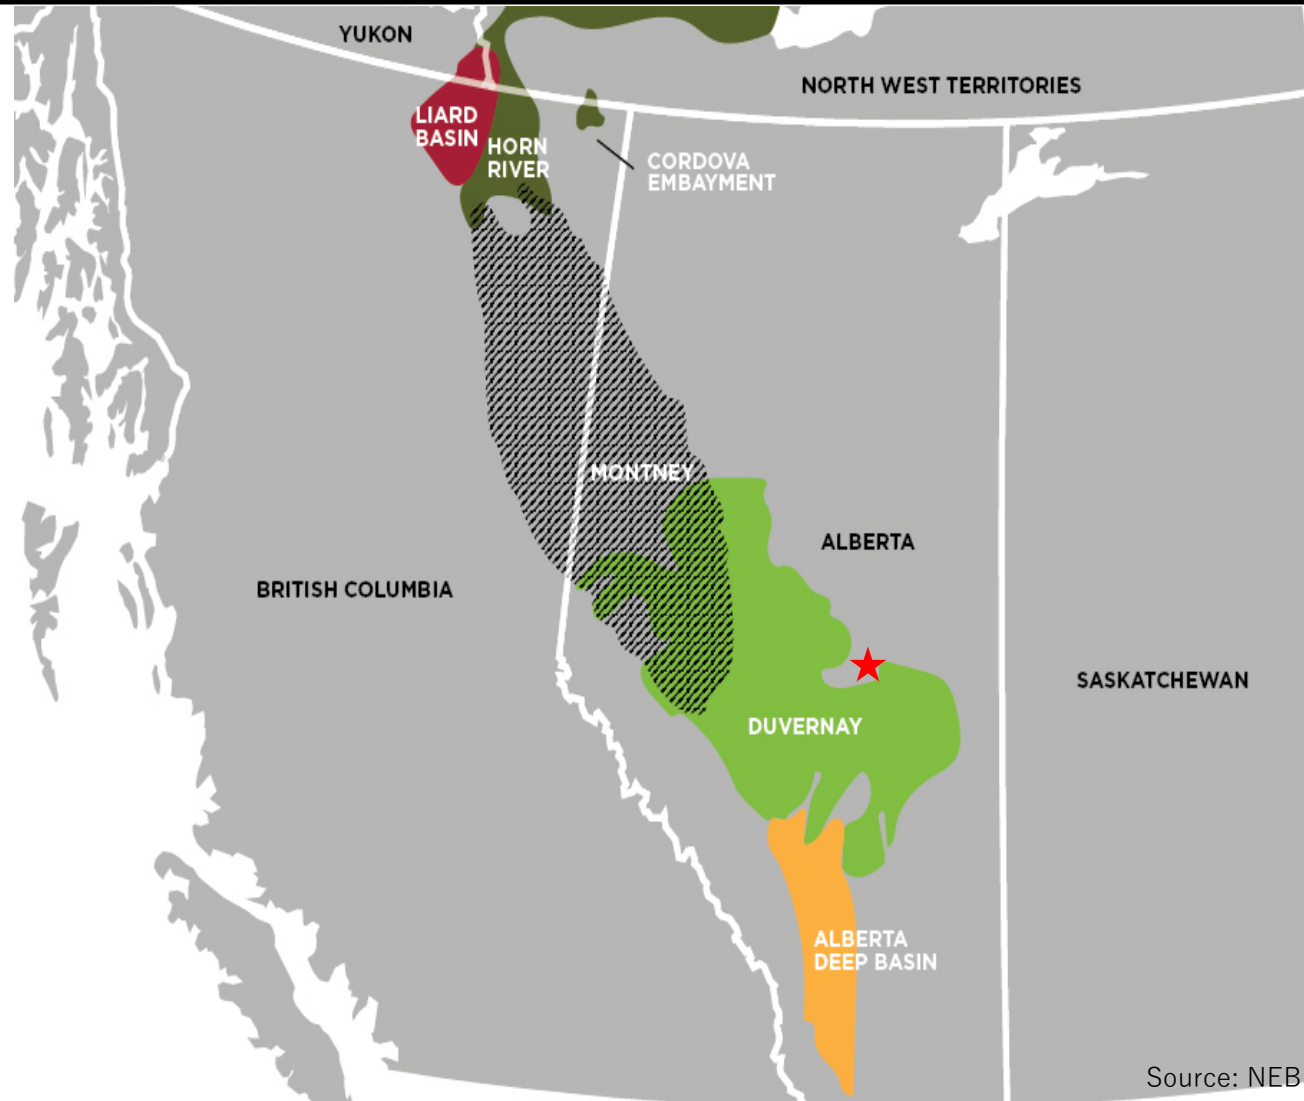 YUKON
NORTH WEST TERRITORIES
LIARD
BASIN
HORN
RIVER
CORDOVA
EMBAYMENT
MONTNEY
ALBERTA
BRITISH COLUMBIA
SASKATCHEWAN
DUVERNAY
ALBERTA
DEEP BASIN
Source: NEB